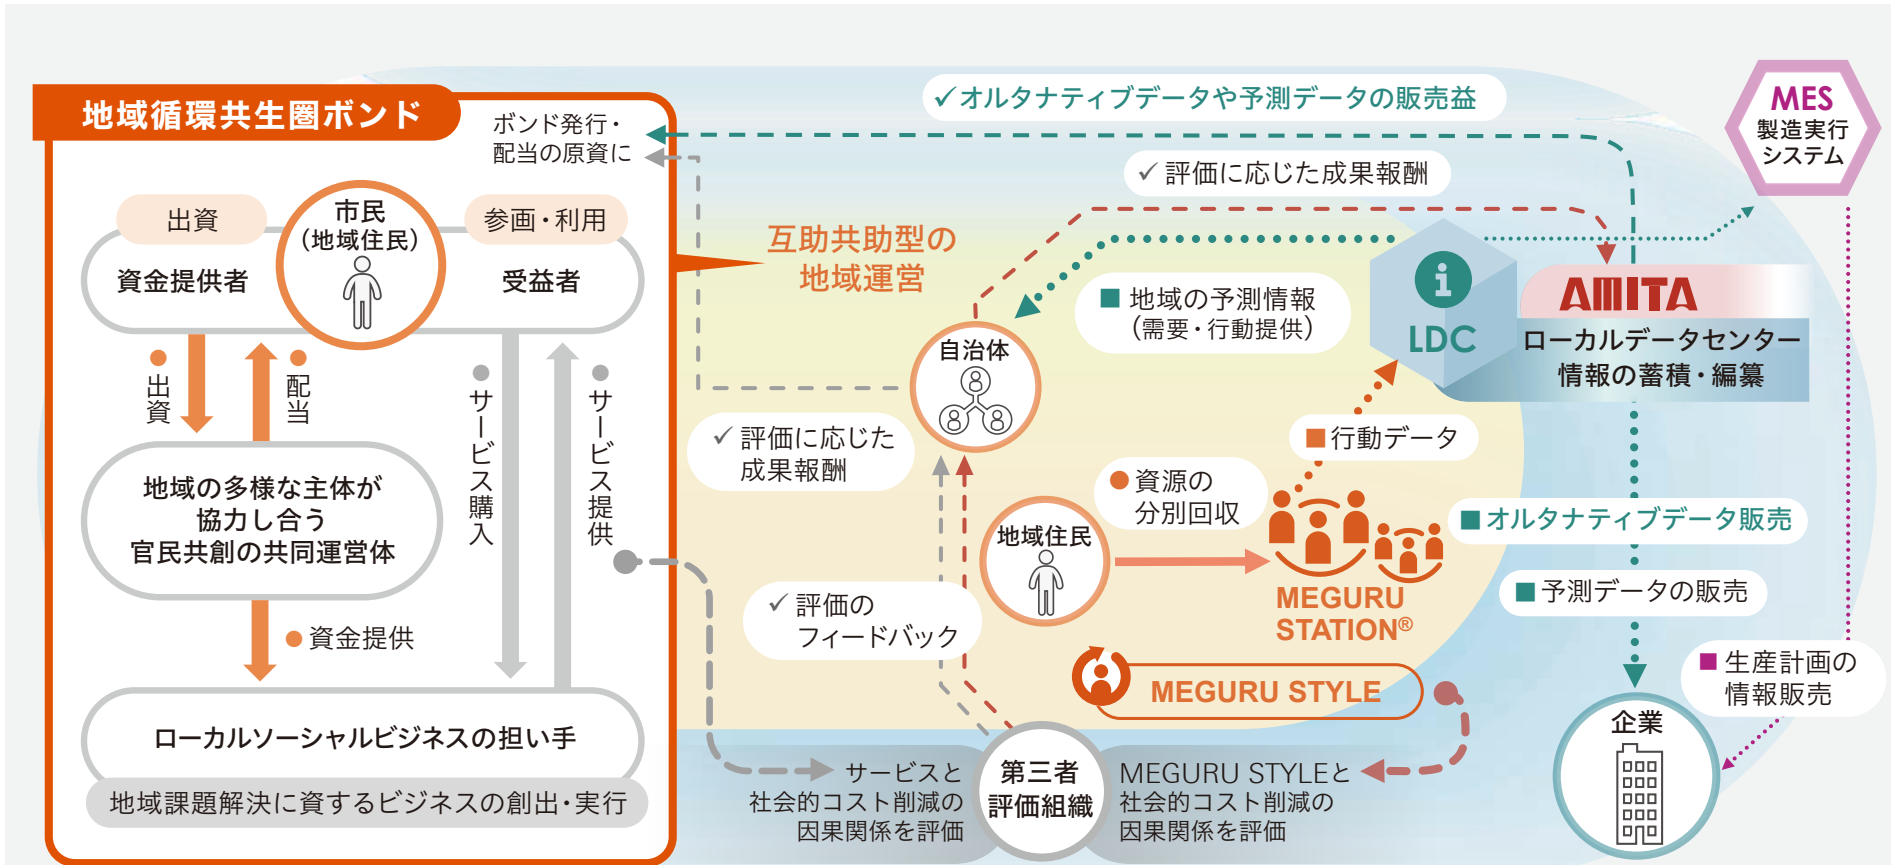 地域循環共生圏ボンド
ボンド発行・
配当の原資に
出資
市民
(地域住民)
参画・利用
資金提供者
受益者
● 出資
● 配当
● サービス購入
● サービス提供
地域の多様な主体が
協力し合う
官民共創の共同運営体
● 資金提供
ローカルソーシャルビジネスの担い手
地域課題解決に資するビジネスの創出・実行
✓オルタナティブデータや予測データの販売益
✓ 評価に応じた成果報酬
互助共助型の
地域運営
■ 地域の予測情報
(需要・行動提供)
自治体
✓ 評価に応じた
成果報酬
✓ 評価の
フィードバック
地域住民
● 資源の
分別回収
■ 行動データ
MEGURU
STATION®
MEGURU STYLE
サービスと
社会的コスト削減の
因果関係を評価
第三者
評価組織
MEGURU STYLEと
社会的コスト削減の
因果関係を評価
MES
製造実行
システム
i
LDC
AMITA
ローカルデータセンター
情報の蓄積・編纂
■ オルタナティブデータ販売
■ 予測データの販売
■ 生産計画の
情報販売
企業